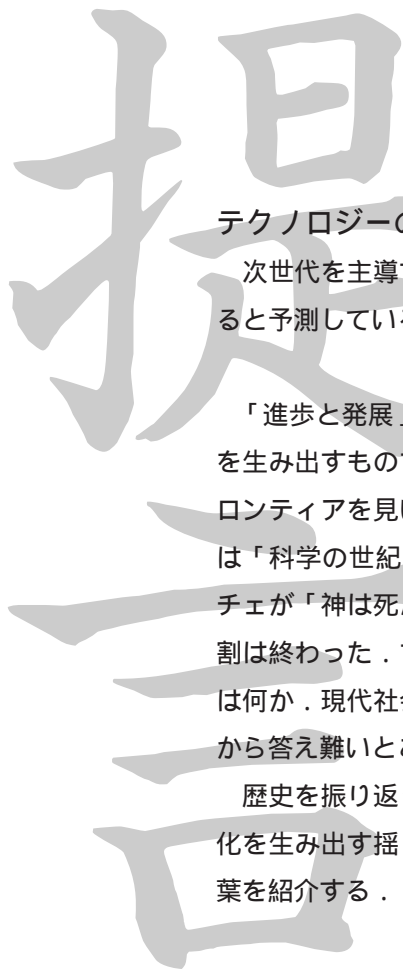 提言
テクノロジーの
次世代を主導
ると予測してい
「進歩と発展」
を生み出すもの
ロンティアを見
は「科学の世紀
チェが「神は死
割は終わった．
は何か．現代社
から答え難いと
歴史を振り返
化を生み出す揺
葉を紹介する．